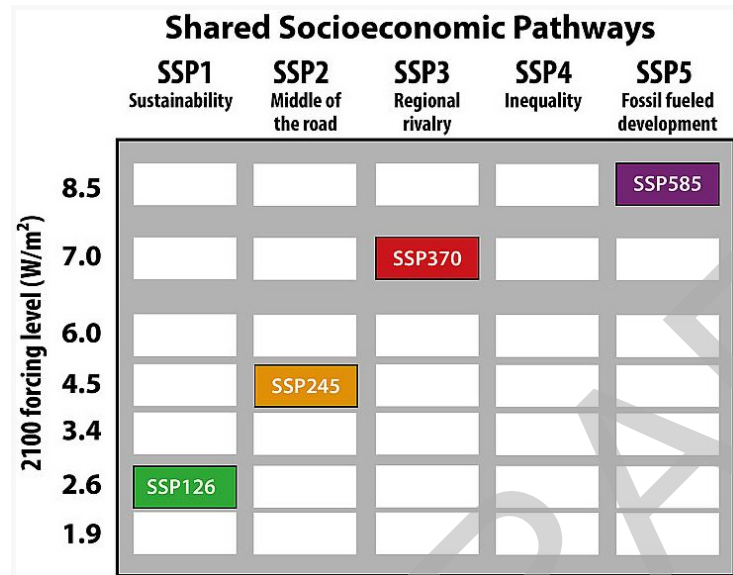 Shared Socioeconomic Pathways
SSP1 SSP2 SSP3 SSP4 SSP5
Sustainability Middle of Regional Inequality Fossil fueled
the road rivalry development
2100 forcing level (W/m²)
8.5 SSP585
7.0 SSP370
6.0
4.5 SSP245
3.4
2.6 SSP126
1.9